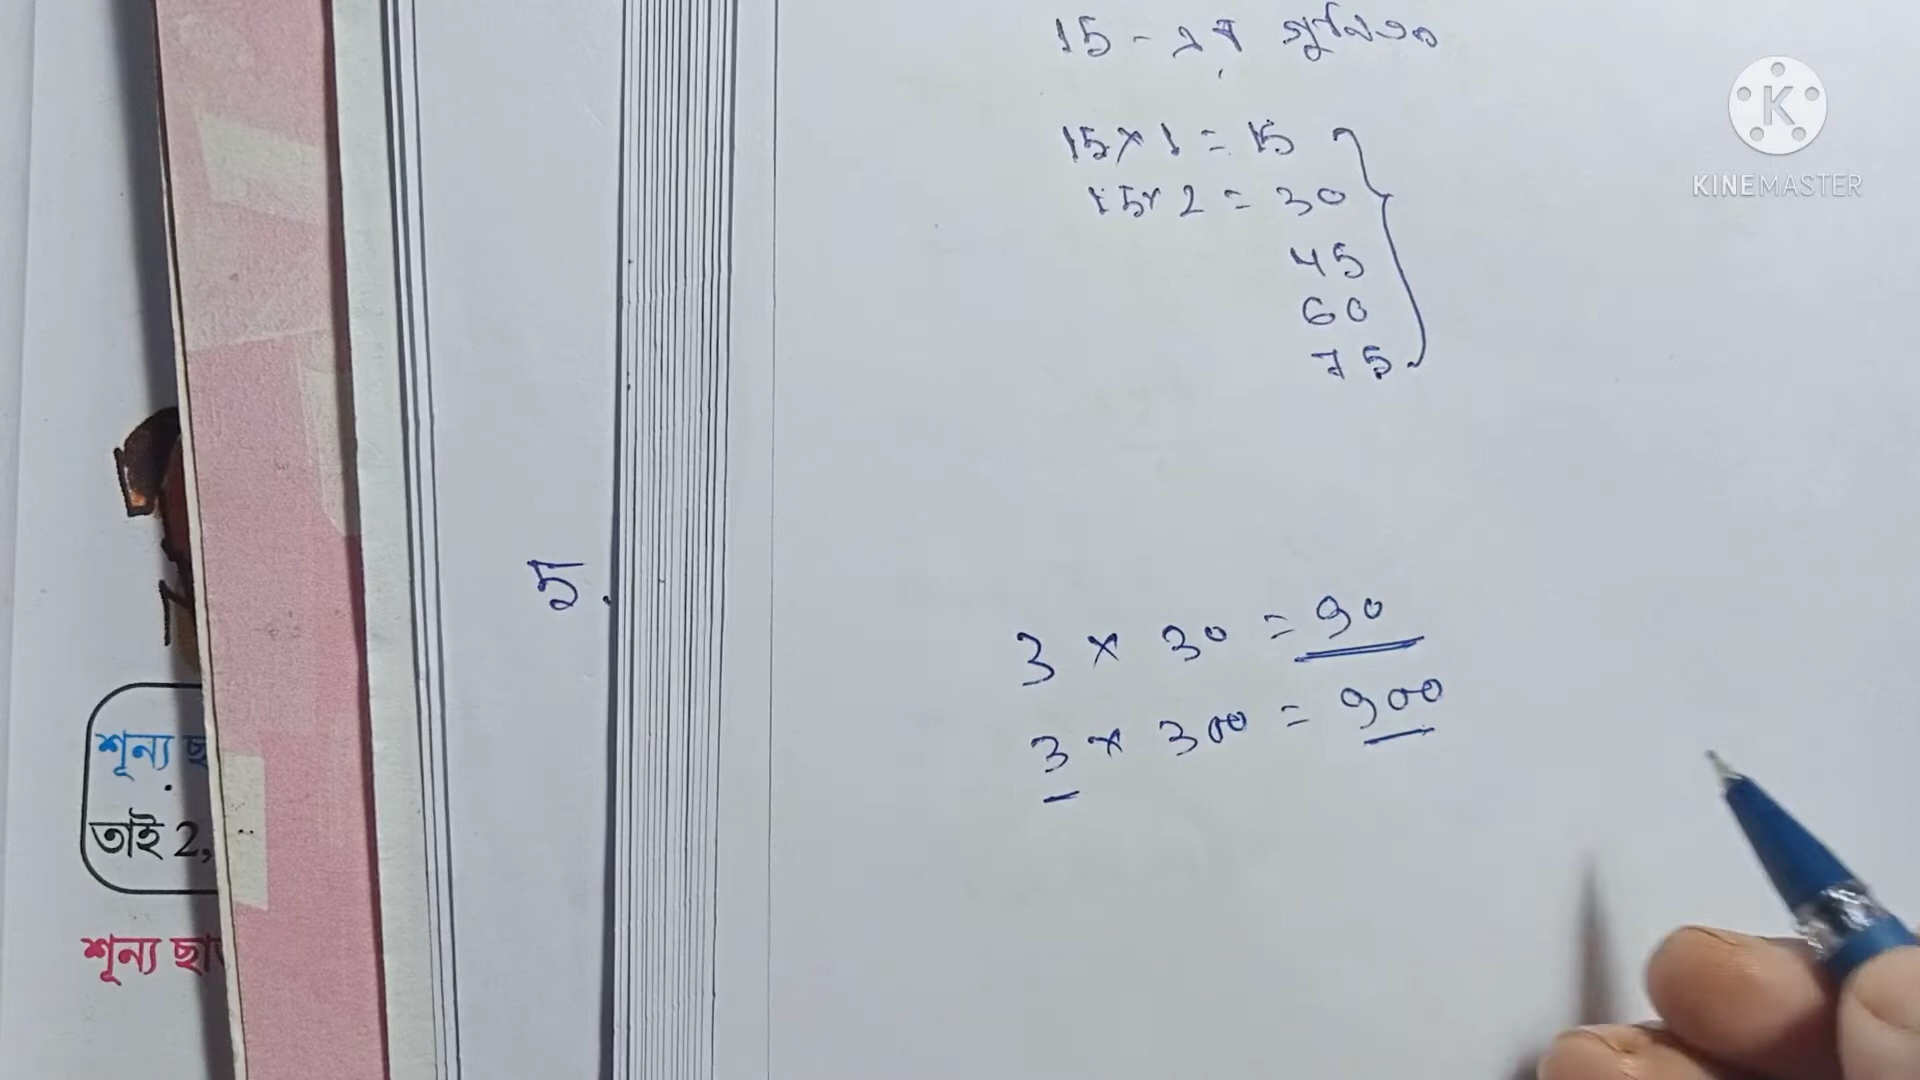 15 - এর গুণিতক
15 × 1 = 15
15 × 2 = 30
45
60
75
3 × 30 = 90
3 × 300 = 900
শূন্য ছ
তাই 2,
শূন্য ছা
KINEMASTER